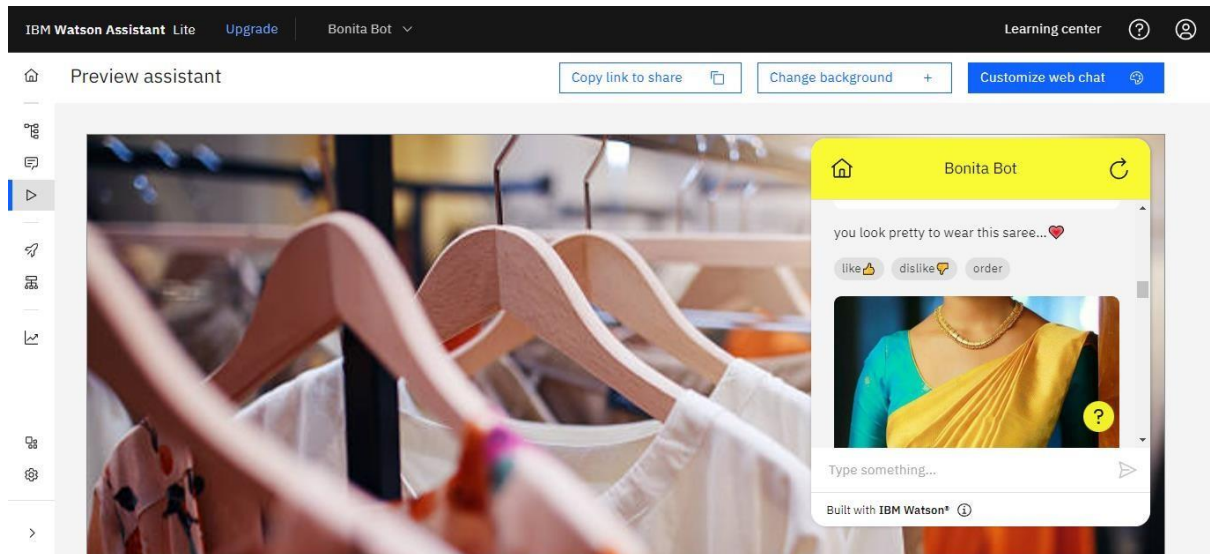 IBM Watson Assistant Lite Upgrade Bonita Bot Learning center
Preview assistant Copy link to share Change background + Customize web chat
Bonita Bot
you look pretty to wear this saree...❤
like👍 dislike👎 order
?
Type something...
Built with IBM Watson®